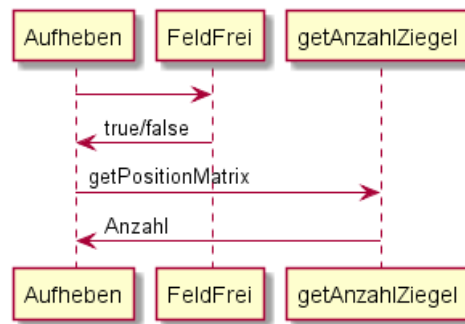 Aufheben FeldFrei getAnzahlZiegel
true/false
getPositionMatrix
Anzahl
Aufheben FeldFrei getAnzahlZiegel